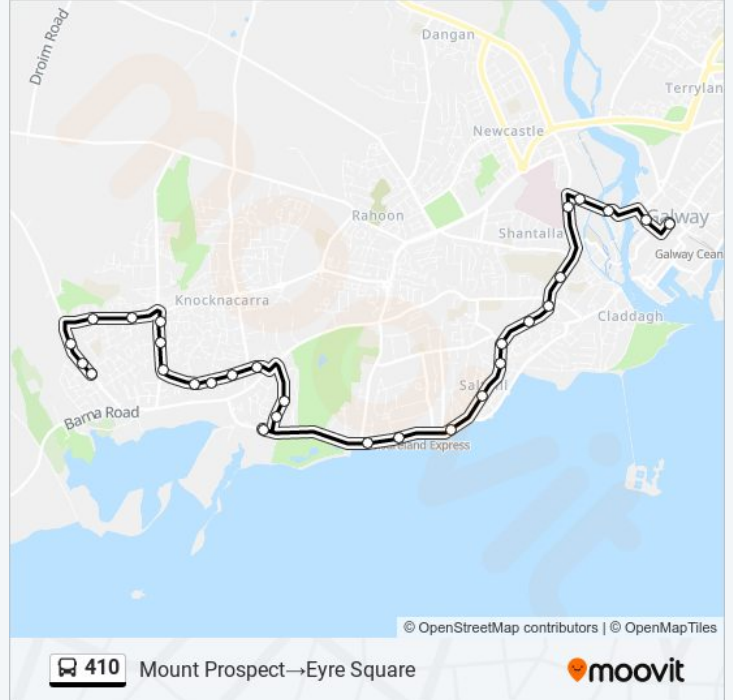 Droim Road
Dangan
Terrylan
Newcastle
Rahoon
Galway
Shantalla
Galway Cean
Knocknacarra
Claddagh
Salthill
Barna Road
Ireland Express
© OpenStreetMap contributors | © OpenMapTiles
410 Mount Prospect→Eyre Square
moovit